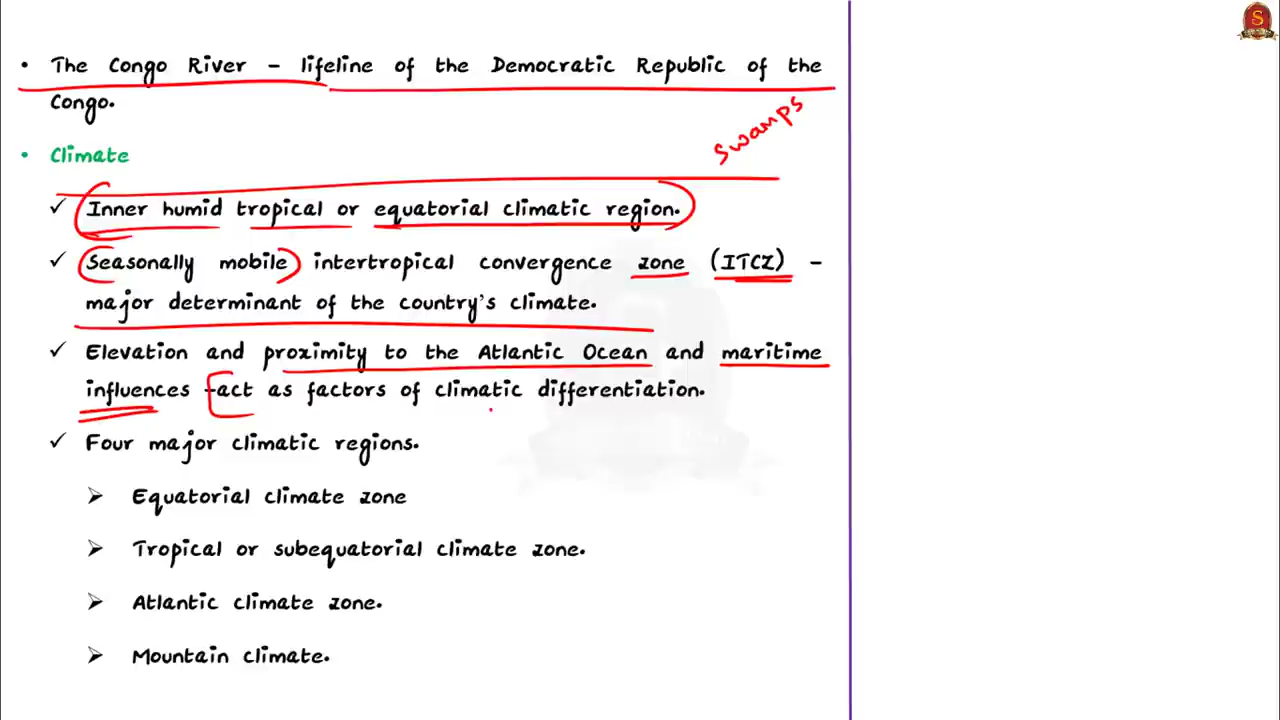 • The Congo River – lifeline of the Democratic Republic of the
Congo.
Swamps
• Climate
✓ Inner humid tropical or equatorial climatic region.
✓ Seasonally mobile intertropical convergence zone (ITCZ) –
major determinant of the country's climate.
✓ Elevation and proximity to the Atlantic Ocean and maritime
influences -act as factors of climatic differentiation.
✓ Four major climatic regions.
➢ Equatorial climate zone
➢ Tropical or subequatorial climate zone.
➢ Atlantic climate zone.
➢ Mountain climate.
S